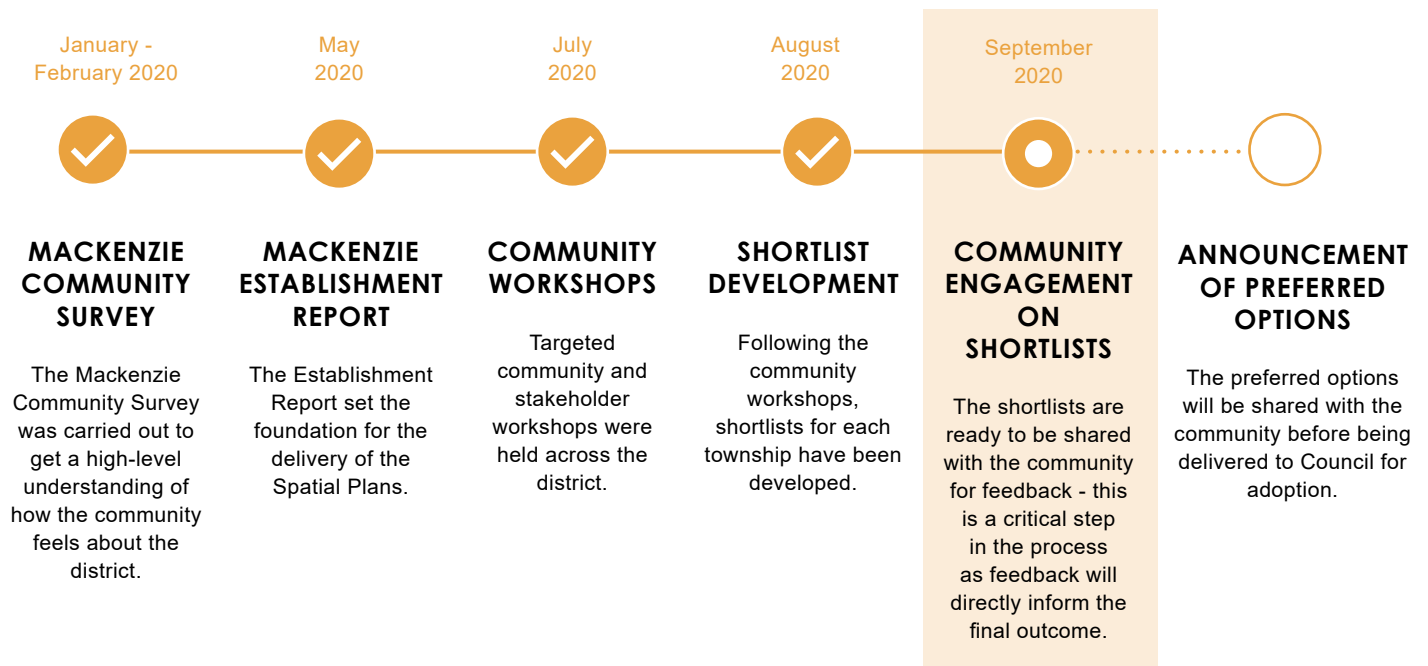 January -
February 2020
MACKENZIE
COMMUNITY
SURVEY
The Mackenzie
Community Survey
was carried out to
get a high-level
understanding of
how the community
feels about the
district.
May
2020
MACKENZIE
ESTABLISHMENT
REPORT
The Establishment
Report set the
foundation for the
delivery of the
Spatial Plans.
July
2020
COMMUNITY
WORKSHOPS
Targeted
community and
stakeholder
workshops were
held across the
district.
August
2020
SHORTLIST
DEVELOPMENT
Following the
community
workshops,
shortlists for each
township have been
developed.
September
2020
COMMUNITY
ENGAGEMENT
ON
SHORTLISTS
The shortlists are
ready to be shared
with the community
for feedback - this
is a critical step
in the process
as feedback will
directly inform the
final outcome.
ANNOUNCEMENT
OF PREFERRED
OPTIONS
The preferred options
will be shared with the
community before being
delivered to Council for
adoption.